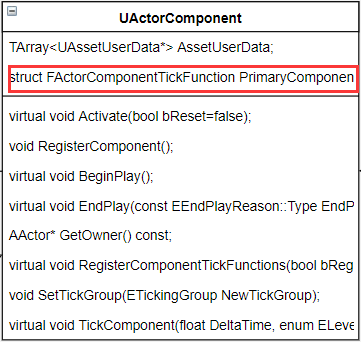 UActorComponent
TArray<UAssetUserData*> AssetUserData;
struct FActorComponentTickFunction PrimaryComponen
virtual void Activate(bool bReset=false);
void RegisterComponent();
virtual void BeginPlay();
virtual void EndPlay(const EEndPlayReason::Type EndP
AActor* GetOwner() const;
virtual void RegisterComponentTickFunctions(bool bReg
void SetTickGroup(ETickingGroup NewTickGroup);
virtual void TickComponent(float DeltaTime, enum ELeve